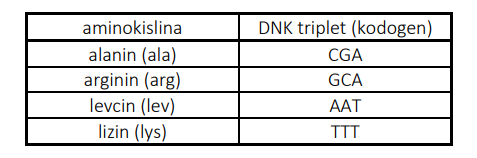 aminokislina DNK triplet (kodogen)
alanin (ala) CGA
arginin (arg) GCA
levcin (lev) AAT
lizin (lys) TTT